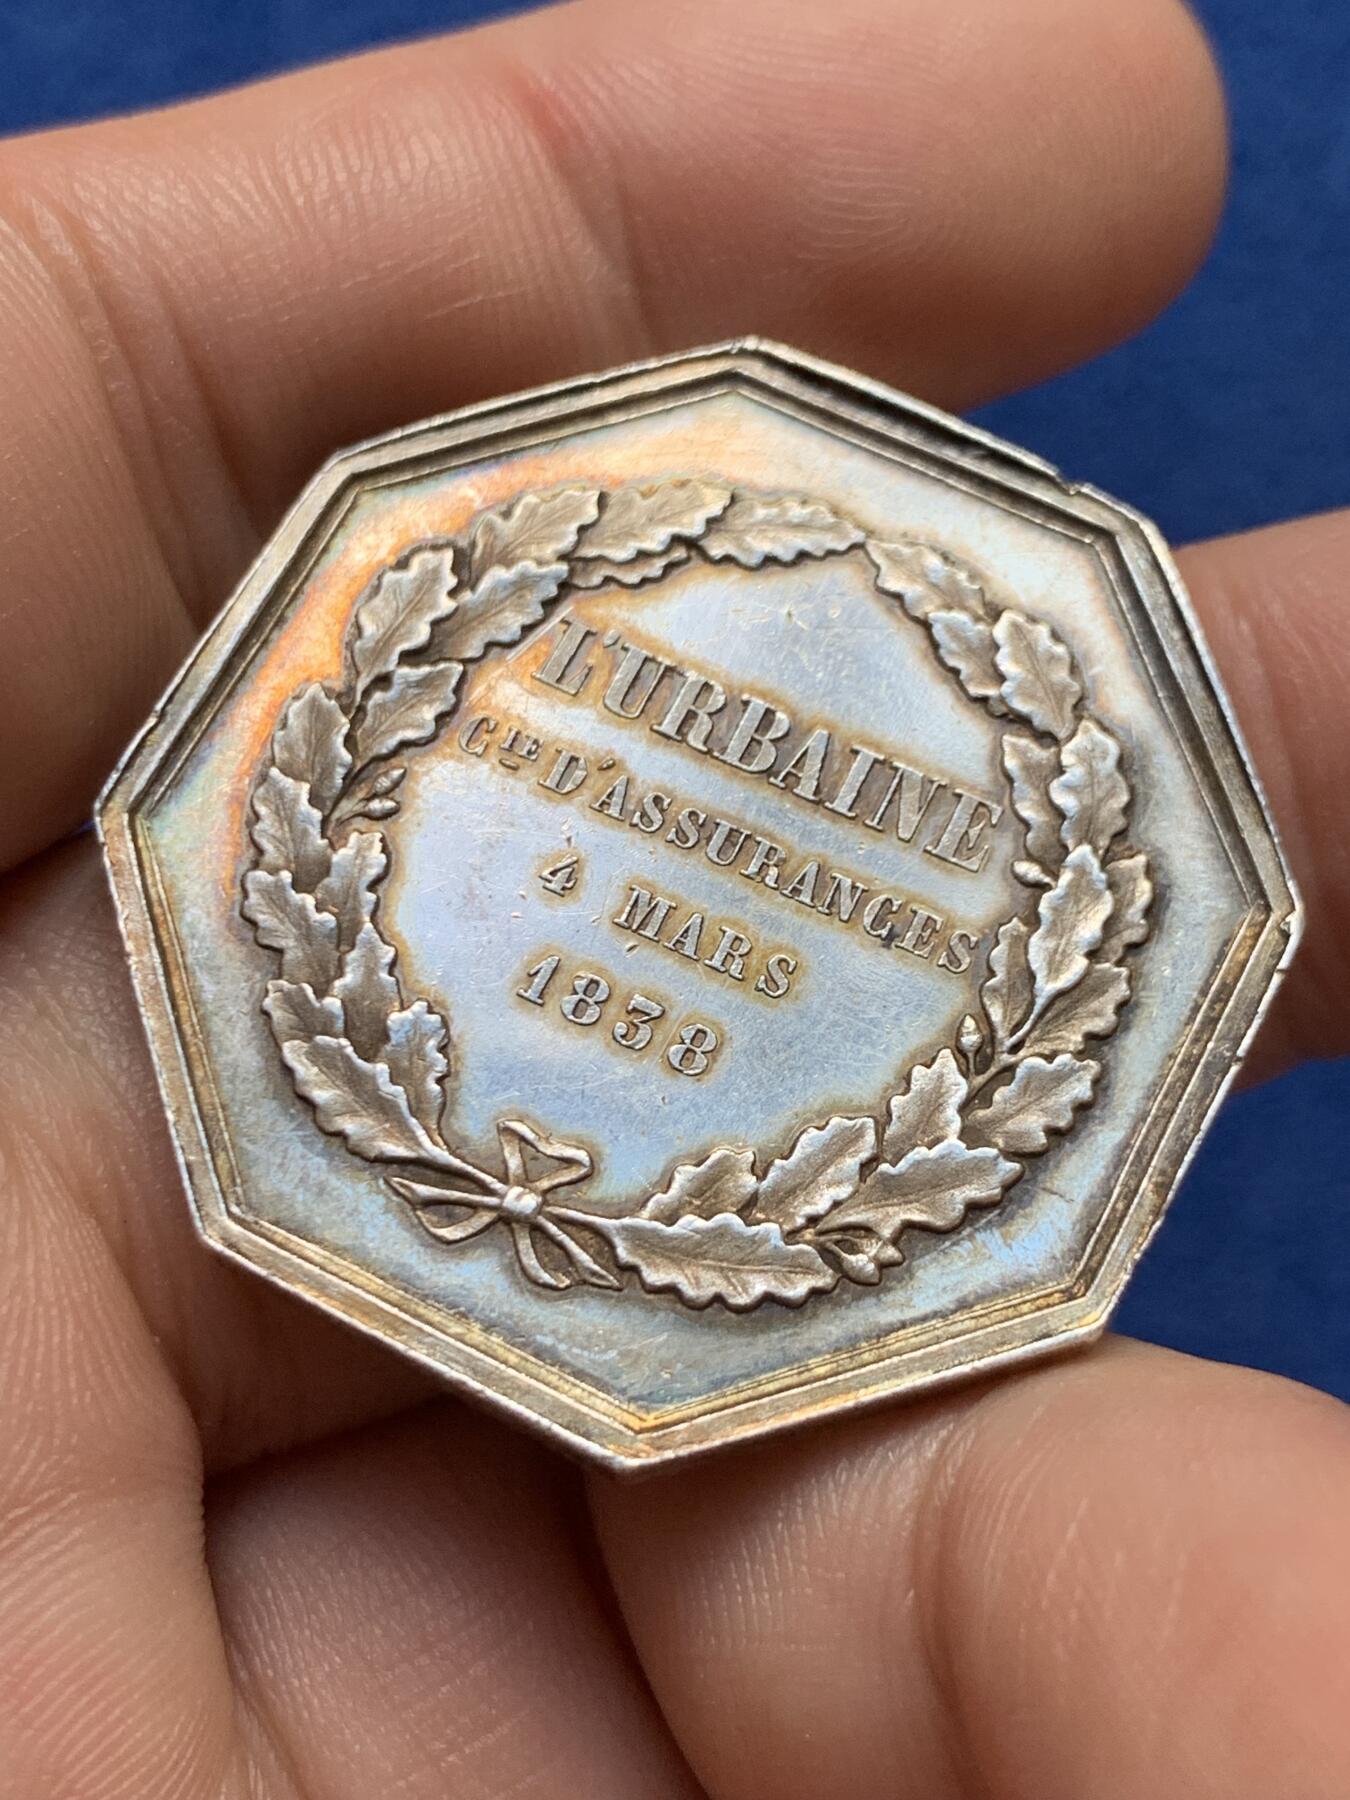 L'URBAINE
CIE D'ASSURANCES
4 MARS
1838